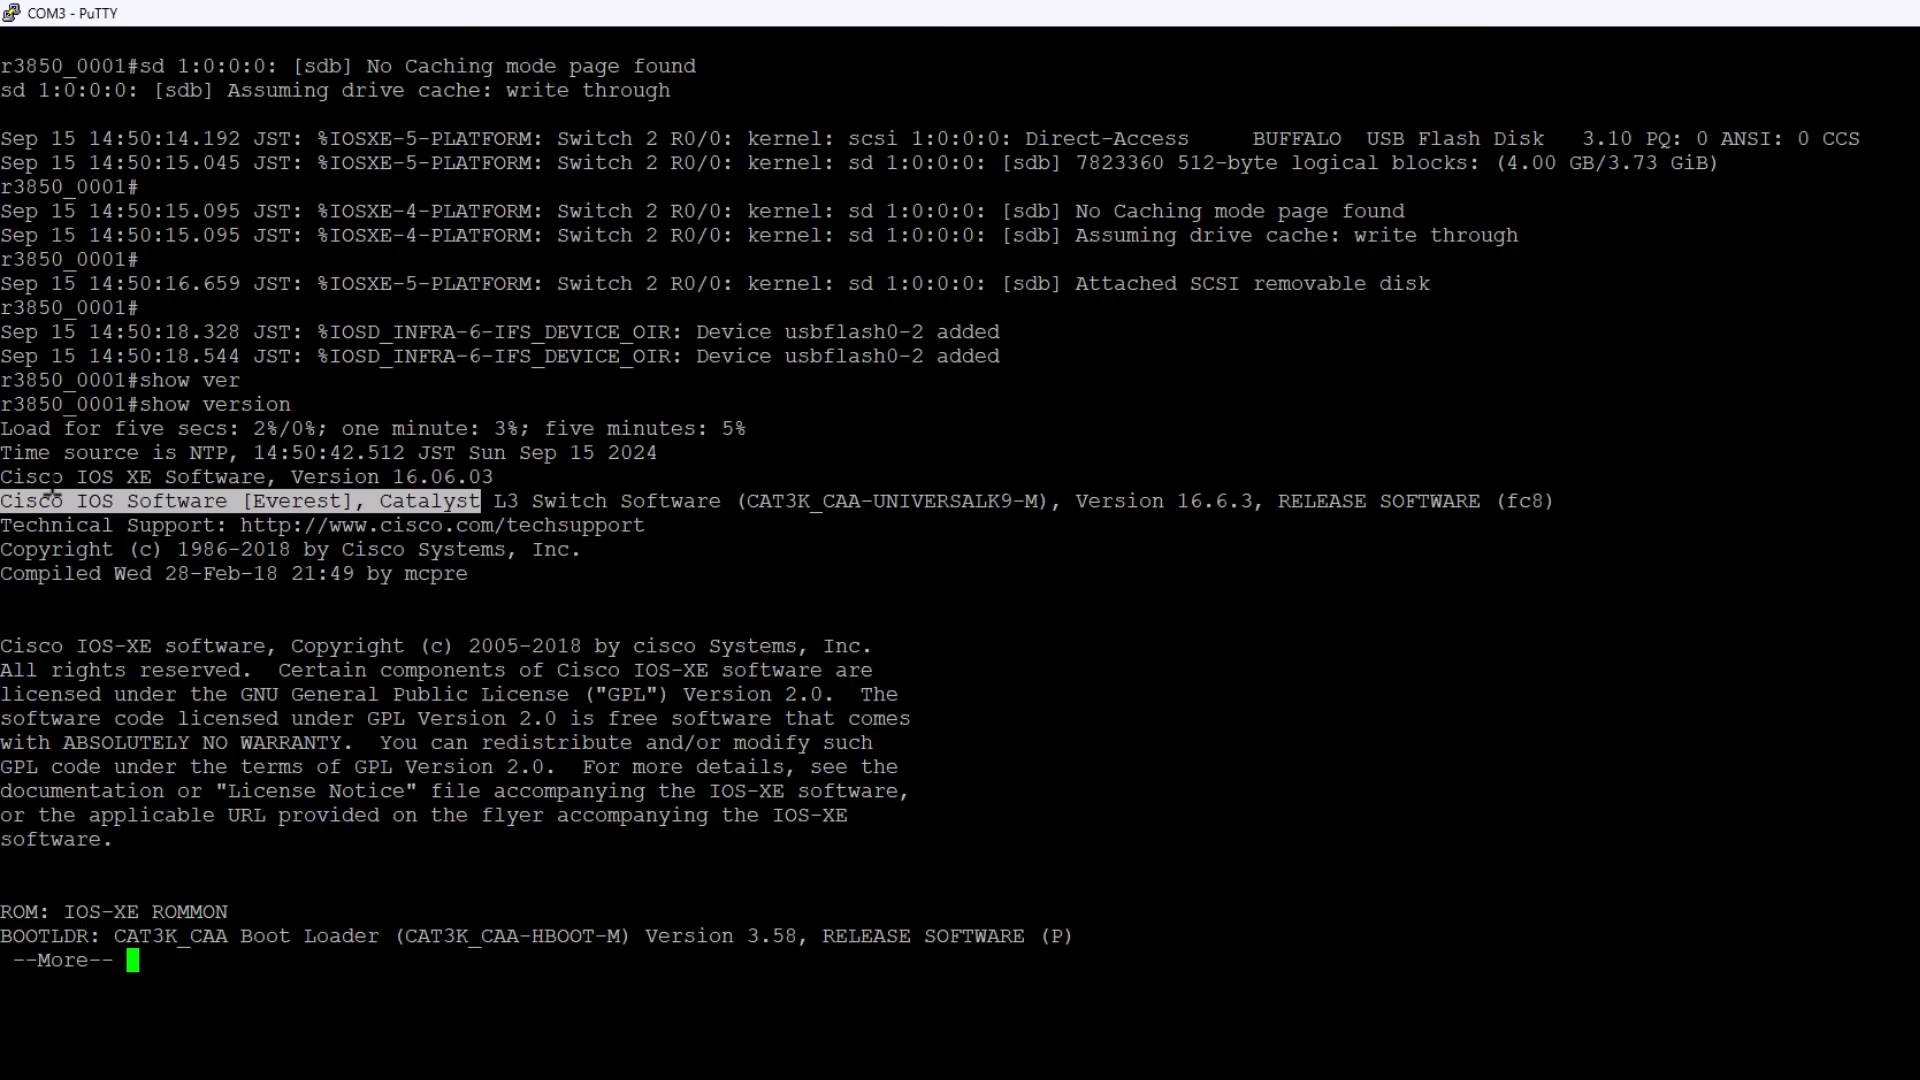 COM3 - PuTTY
r3850_0001#sd 1:0:0:0: [sdb] No Caching mode page found
sd 1:0:0:0: [sdb] Assuming drive cache: write through
Sep 15 14:50:14.192 JST: %IOSXE-5-PLATFORM: Switch 2 R0/0: kernel: scsi 1:0:0:0: Direct-Access     BUFFALO  USB Flash Disk   3.10 PQ: 0 ANSI: 0 CCS
Sep 15 14:50:15.045 JST: %IOSXE-5-PLATFORM: Switch 2 R0/0: kernel: sd 1:0:0:0: [sdb] 7823360 512-byte logical blocks: (4.00 GB/3.73 GiB)
r3850_0001#
Sep 15 14:50:15.095 JST: %IOSXE-4-PLATFORM: Switch 2 R0/0: kernel: sd 1:0:0:0: [sdb] No Caching mode page found
Sep 15 14:50:15.095 JST: %IOSXE-4-PLATFORM: Switch 2 R0/0: kernel: sd 1:0:0:0: [sdb] Assuming drive cache: write through
r3850_0001#
Sep 15 14:50:16.659 JST: %IOSXE-5-PLATFORM: Switch 2 R0/0: kernel: sd 1:0:0:0: [sdb] Attached SCSI removable disk
r3850_0001#
Sep 15 14:50:18.328 JST: %IOSD_INFRA-6-IFS_DEVICE_OIR: Device usbflash0-2 added
Sep 15 14:50:18.544 JST: %IOSD_INFRA-6-IFS_DEVICE_OIR: Device usbflash0-2 added
r3850_0001#show ver
r3850_0001#show version
Load for five secs: 2%/0%; one minute: 3%; five minutes: 5%
Time source is NTP, 14:50:42.512 JST Sun Sep 15 2024
Cisco IOS XE Software, Version 16.06.03
Cisco IOS Software [Everest], Catalyst L3 Switch Software (CAT3K_CAA-UNIVERSALK9-M), Version 16.6.3, RELEASE SOFTWARE (fc8)
Technical Support: http://www.cisco.com/techsupport
Copyright (c) 1986-2018 by Cisco Systems, Inc.
Compiled Wed 28-Feb-18 21:49 by mcpre
Cisco IOS-XE software, Copyright (c) 2005-2018 by cisco Systems, Inc.
All rights reserved.  Certain components of Cisco IOS-XE software are
licensed under the GNU General Public License ("GPL") Version 2.0.  The
software code licensed under GPL Version 2.0 is free software that comes
with ABSOLUTELY NO WARRANTY.  You can redistribute and/or modify such
GPL code under the terms of GPL Version 2.0.  For more details, see the
documentation or "License Notice" file accompanying the IOS-XE software,
or the applicable URL provided on the flyer accompanying the IOS-XE
software.
ROM: IOS-XE ROMMON
BOOTLDR: CAT3K_CAA Boot Loader (CAT3K_CAA-HBOOT-M) Version 3.58, RELEASE SOFTWARE (P)
--More--